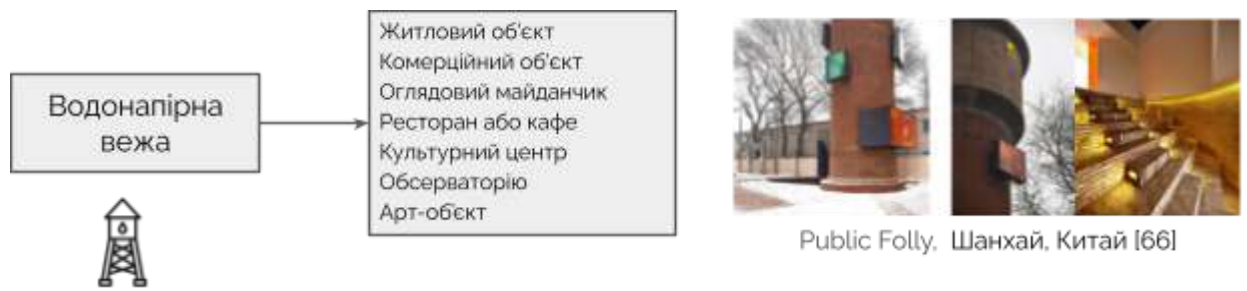 Водонапірна
вежа
Житловий об'єкт
Комерційний об'єкт
Оглядовий майданчик
Ресторан або кафе
Культурний центр
Обсерваторію
Арт-об'єкт
Public Folly, Шанхай, Китай [66]